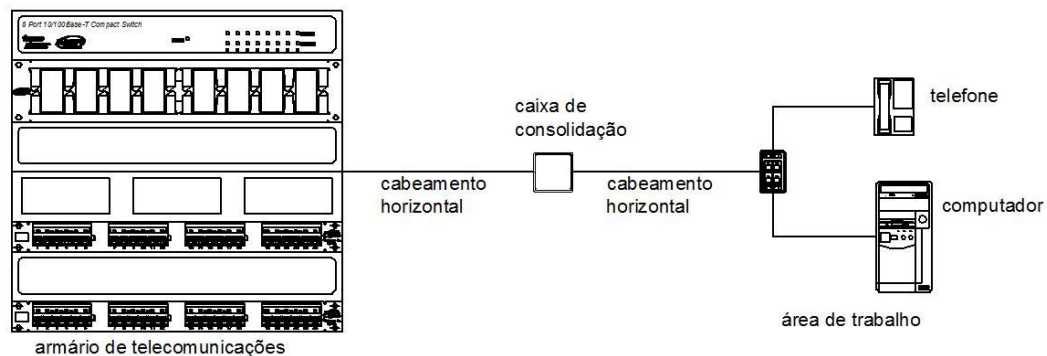 8 Port 10/100Base-T Compact Switch
caixa de
consolidação
telefone
cabeamento
horizontal
cabeamento
horizontal
computador
área de trabalho
armário de telecomunicações